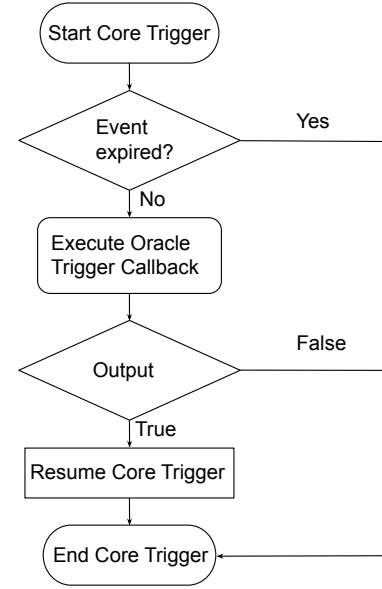 Start Core Trigger
Event
expired?
Yes
No
Execute Oracle
Trigger Callback
Output
False
True
Resume Core Trigger
End Core Trigger